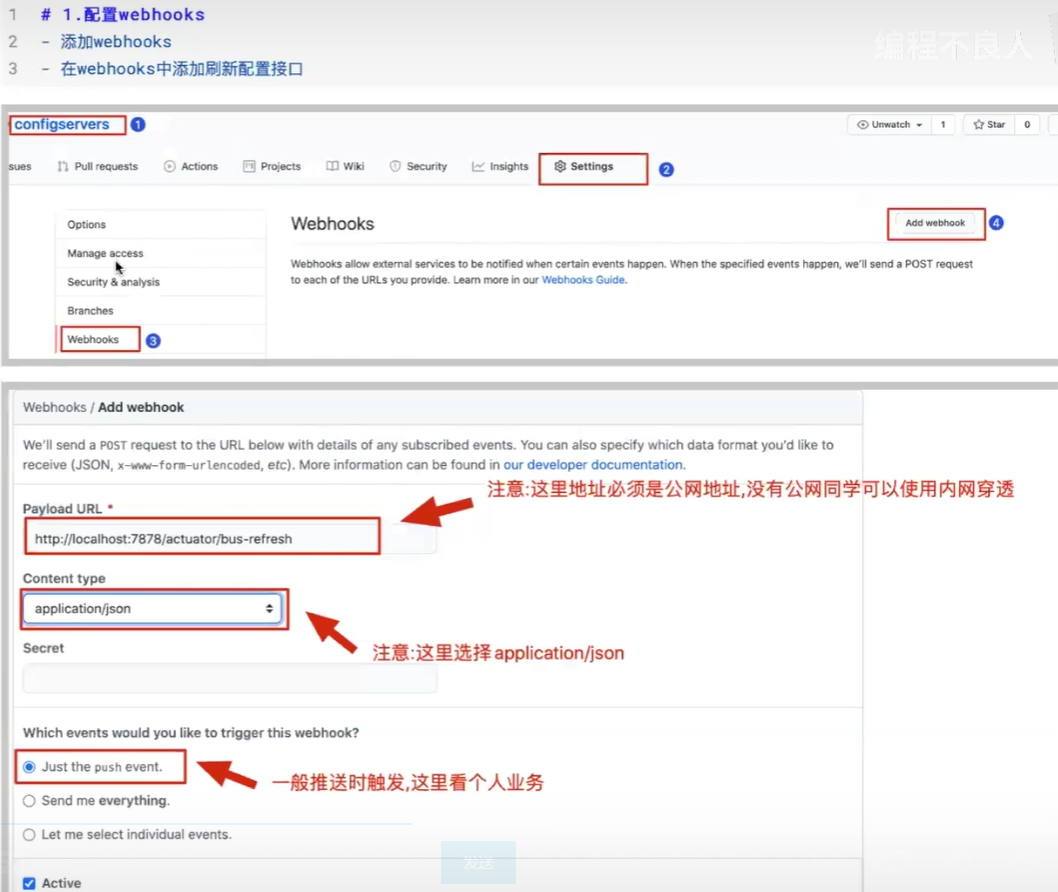 1 # 1.配置webhooks
2 - 添加webhooks
3 - 在webhooks中添加刷新配置接口
编程不良人
configservers 1
Unwatch 1 Star 0
sues Pull requests Actions Projects Wiki Security Insights Settings 2
Options
Manage access
Security & analysis
Branches
Webhooks 3
Webhooks
Add webhook 4
Webhooks allow external services to be notified when certain events happen. When the specified events happen, we'll send a POST request
to each of the URLs you provide. Learn more in our Webhooks Guide.
Webhooks / Add webhook
We'll send a POST request to the URL below with details of any subscribed events. You can also specify which data format you'd like to
receive (JSON, x-www-form-urlencoded, etc). More information can be found in our developer documentation.
注意:这里地址必须是公网地址,没有公网同学可以使用内网穿透
Payload URL *
http://localhost:7878/actuator/bus-refresh
Content type
application/json
注意:这里选择application/json
Secret
Which events would you like to trigger this webhook?
Just the push event.
一般推送时触发,这里看个人业务
Send me everything.
Let me select individual events.
发送
Active